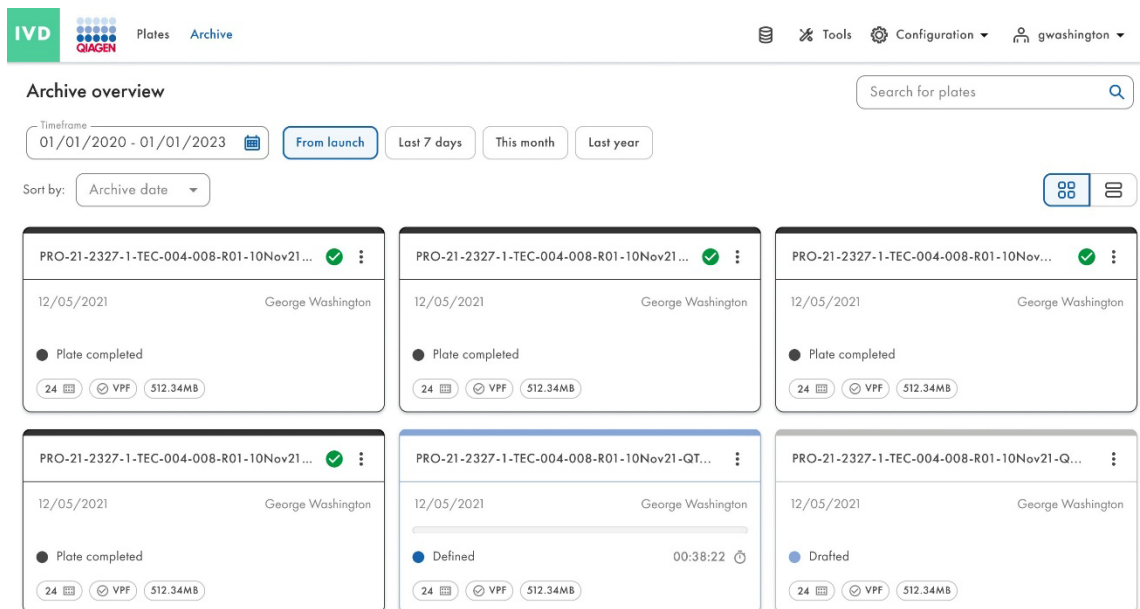 IVD QIAGEN Plates Archive Tools Configuration gwashington
Archive overview Search for plates
Timeframe
01/01/2020 - 01/01/2023 From launch Last 7 days This month Last year
Sort by: Archive date
PRO-21-2327-1-TEC-004-008-R01-10Nov21... PRO-21-2327-1-TEC-004-008-R01-10Nov21... PRO-21-2327-1-TEC-004-008-R01-10Nov...
12/05/2021 George Washington 12/05/2021 George Washington 12/05/2021 George Washington
Plate completed Plate completed Plate completed
24 VPF 512.34MB 24 VPF 512.34MB 24 VPF 512.34MB
PRO-21-2327-1-TEC-004-008-R01-10Nov21... PRO-21-2327-1-TEC-004-008-R01-10Nov21-QT... PRO-21-2327-1-TEC-004-008-R01-10Nov21-Q...
12/05/2021 George Washington 12/05/2021 George Washington 12/05/2021 George Washington
Plate completed Defined 00:38:22 Drafted
24 VPF 512.34MB 24 VPF 512.34MB 24 VPF 512.34MB